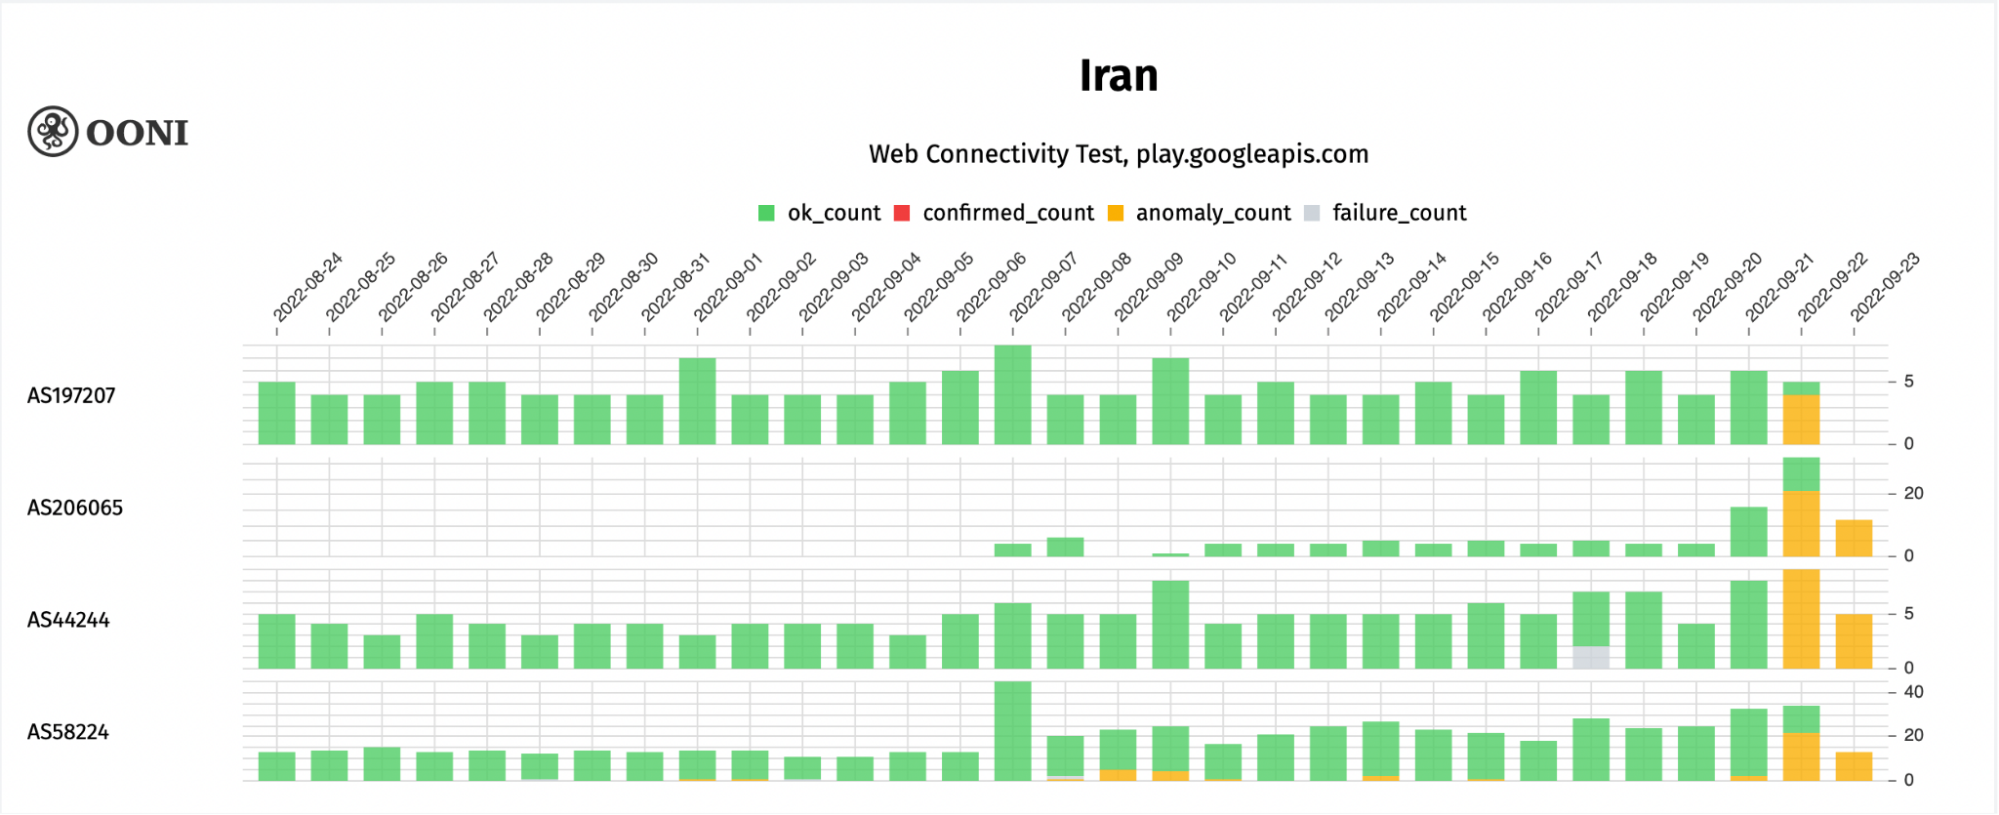 Iran
OONI
Web Connectivity Test, play.googleapis.com
ok_count confirmed_count anomaly_count failure_count
2022-08-24 2022-08-25 2022-08-26 2022-08-27 2022-08-28 2022-08-29 2022-08-30 2022-08-31 2022-09-01 2022-09-02 2022-09-03 2022-09-04 2022-09-05 2022-09-06 2022-09-07 2022-09-08 2022-09-09 2022-09-10 2022-09-11 2022-09-12 2022-09-13 2022-09-14 2022-09-15 2022-09-16 2022-09-17 2022-09-18 2022-09-19 2022-09-20 2022-09-21 2022-09-22 2022-09-23
5
AS197207
0
20
AS206065
0
5
AS44244
0
40
AS58224
20
0